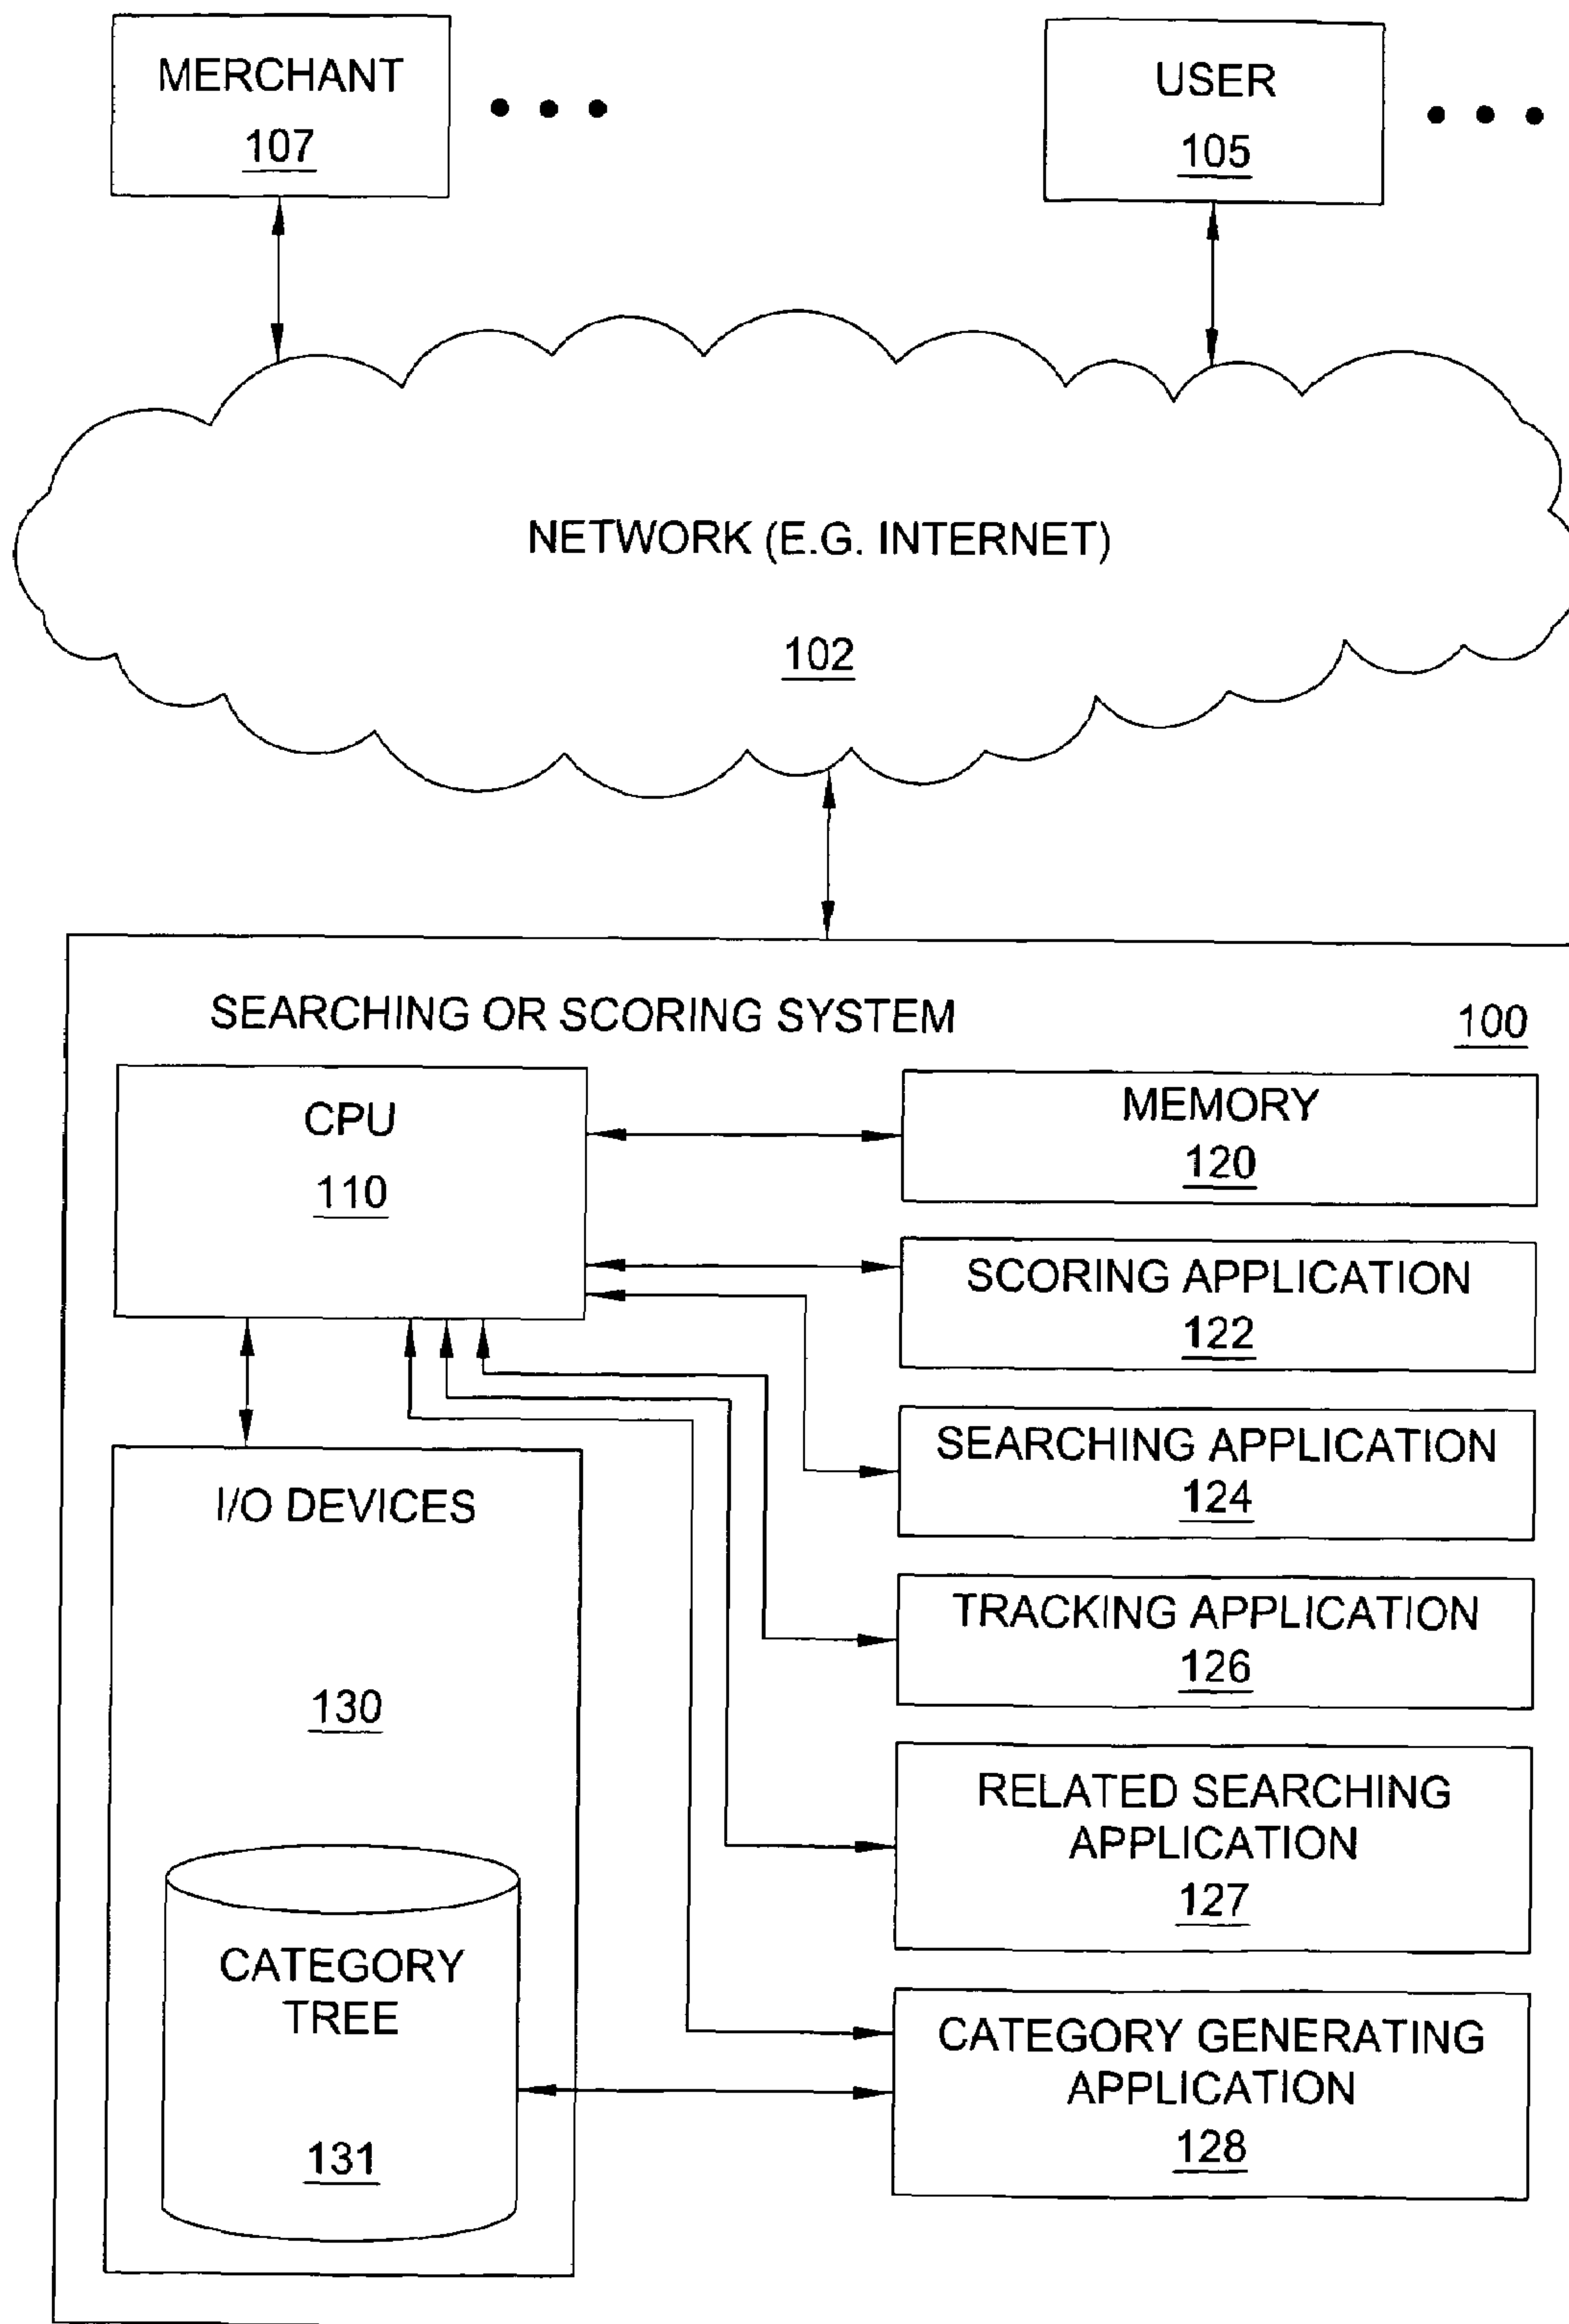 MERCHANT
107
USER
105
NETWORK (E.G. INTERNET)
102
SEARCHING OR SCORING SYSTEM
100
CPU
110
MEMORY
120
SCORING APPLICATION
122
SEARCHING APPLICATION
124
I/O DEVICES
130
TRACKING APPLICATION
126
RELATED SEARCHING
APPLICATION
127
CATEGORY
TREE
131
CATEGORY GENERATING
APPLICATION
128